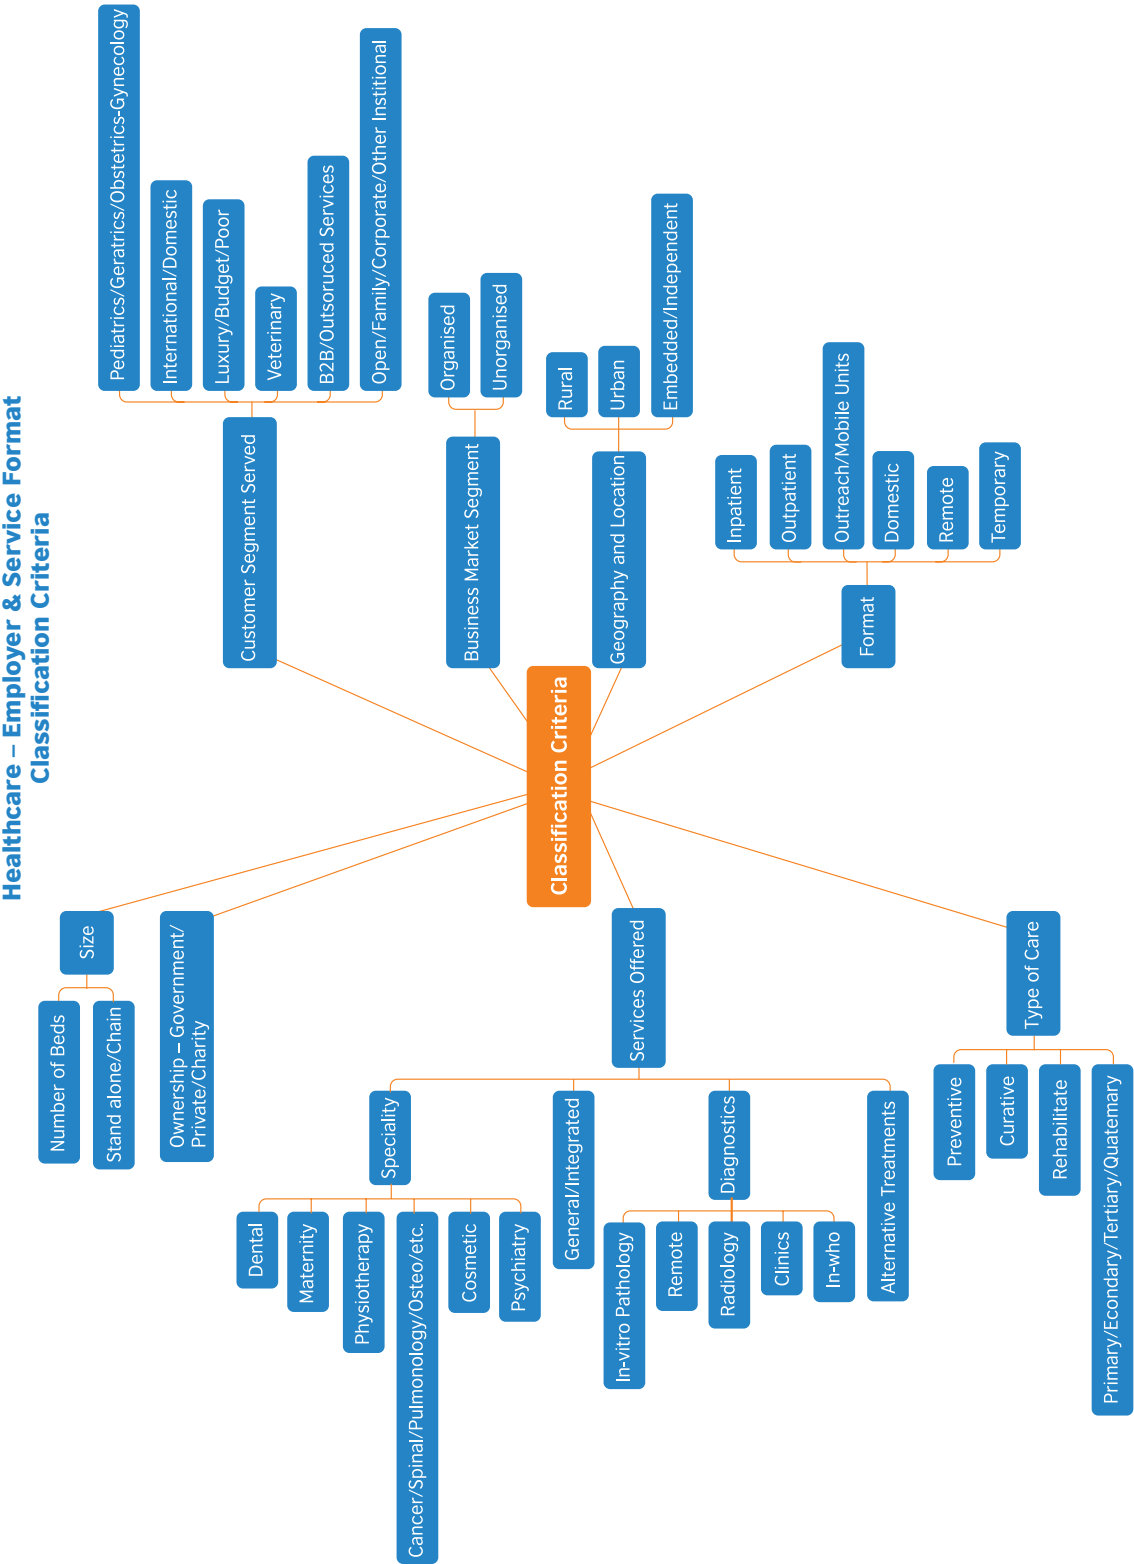 Healthcare – Employer & Service Format
Classification Criteria
Classification Criteria
Size
Number of Beds
Stand alone/Chain
Ownership – Government/
Private/Charity
Services Offered
Speciality
Dental
Maternity
Physiotherapy
Cancer/Spinal/Pulmonology/Osteo/etc.
Cosmetic
Psychiatry
General/Integrated
Diagnostics
In-vitro Pathology
Remote
Radiology
Clinics
In-who
Alternative Treatments
Type of Care
Preventive
Curative
Rehabilitate
Primary/Econdary/Tertiary/Quatemary
Customer Segment Served
Pediatrics/Geratrics/Obstetrics-Gynecology
International/Domestic
Luxury/Budget/Poor
Veterinary
B2B/Outsoruced Services
Open/Family/Corporate/Other Institional
Business Market Segment
Organised
Unorganised
Geography and Location
Rural
Urban
Embedded/Independent
Format
Inpatient
Outpatient
Outreach/Mobile Units
Domestic
Remote
Temporary